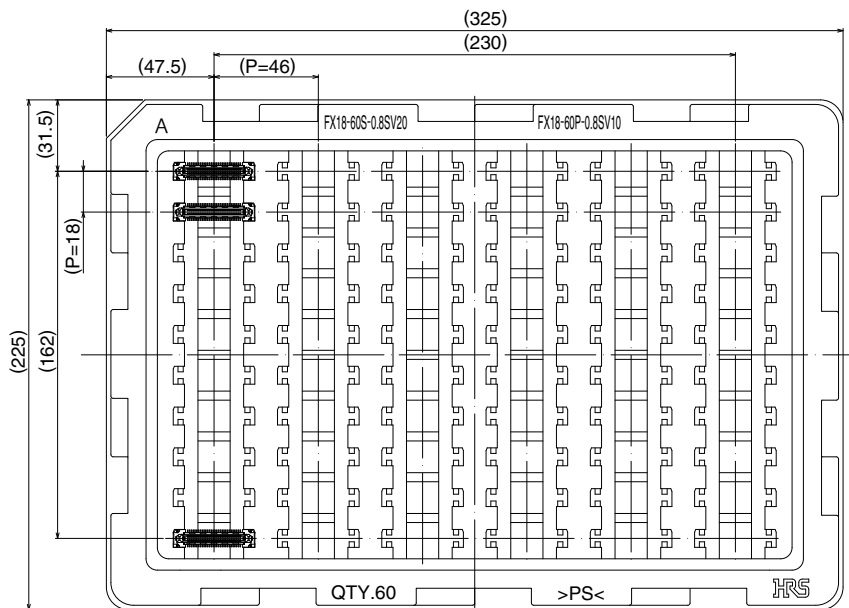 (325)
(230)
(47.5)
(P=46)
(31.5)
A
FX18-60S-0.8SV20
FX18-60P-0.8SV10
(P=18)
(162)
(225)
QTY.60
>PS<
HRS